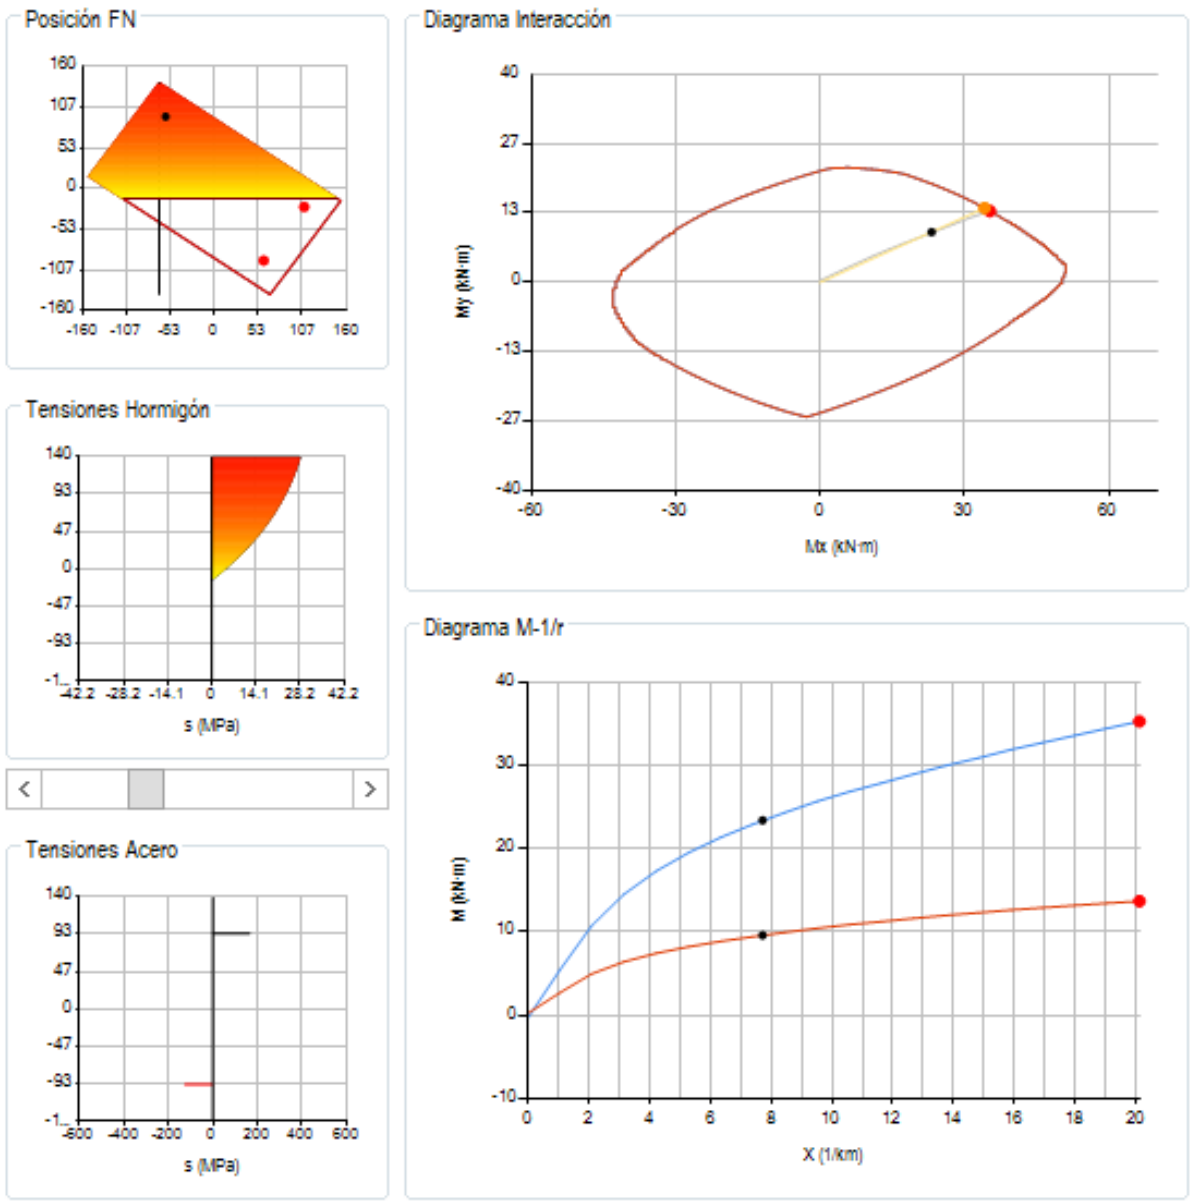 Posición FN
160
107
53
0
-53
-107
-160
-160 -107 -53 0 53 107 160
Tensiones Hormigón
140
93
47
0
-47
-93
-1...
-42.2 -28.2 -14.1 0 14.1 28.2 42.2
s (MPa)
Tensiones Acero
140
93
47
0
-47
-93
-1...
-600 -400 -200 0 200 400 600
s (MPa)
Diagrama Interacción
40
27
13
0
-13
-27
-40
-60 -30 0 30 60
My (kN·m)
Mx (kN·m)
Diagrama M-1/r
40
30
20
10
0
-10
0 2 4 6 8 10 12 14 16 18 20
M (kN·m)
X (1/km)